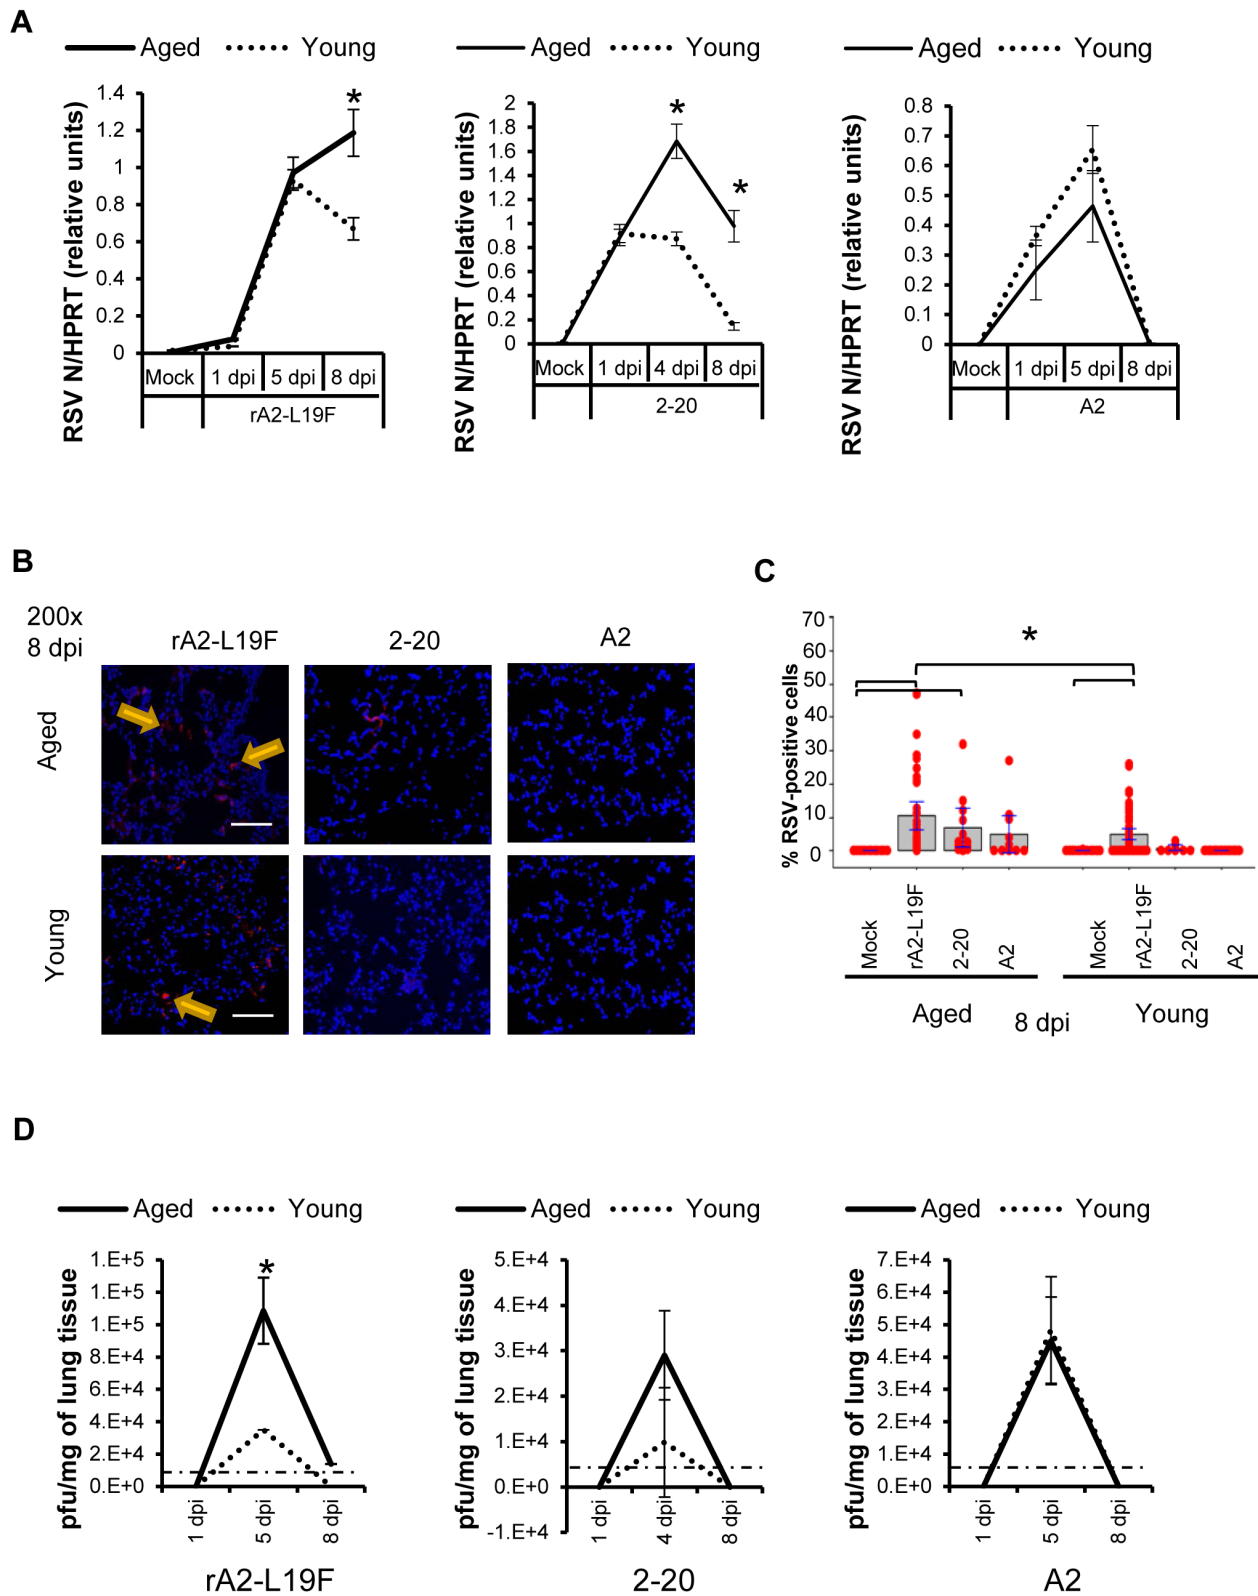 A
Aged Young Aged Young Aged Young
RSV N/HPRT (relative units)
1.4
1.2
1
0.8
0.6
0.4
0.2
0
*
Mock 1 dpi 5 dpi 8 dpi
rA2-L19F
RSV N/HPRT (relative units)
2
1.8
1.6
1.4
1.2
1
0.8
0.6
0.4
0.2
0
*
*
Mock 1 dpi 4 dpi 8 dpi
2-20
RSV N/HPRT (relative units)
0.8
0.7
0.6
0.5
0.4
0.3
0.2
0.1
0
Mock 1 dpi 5 dpi 8 dpi
A2
B
200x
8 dpi
rA2-L19F 2-20 A2
Aged
Young
C
% RSV-positive cells
70
60
50
40
30
20
10
0
*
Mock rA2-L19F 2-20 A2 Mock rA2-L19F 2-20 A2
Aged 8 dpi Young
D
Aged Young Aged Young Aged Young
pfu/mg of lung tissue
1.E+5
1.E+5
1.E+5
8.E+4
6.E+4
4.E+4
2.E+4
0.E+0
*
1 dpi 5 dpi 8 dpi
rA2-L19F
pfu/mg of lung tissue
5.E+4
4.E+4
3.E+4
2.E+4
1.E+4
0.E+0
-1.E+4
1 dpi 4 dpi 8 dpi
2-20
pfu/mg of lung tissue
7.E+4
6.E+4
5.E+4
4.E+4
3.E+4
2.E+4
1.E+4
0.E+0
1 dpi 5 dpi 8 dpi
A2